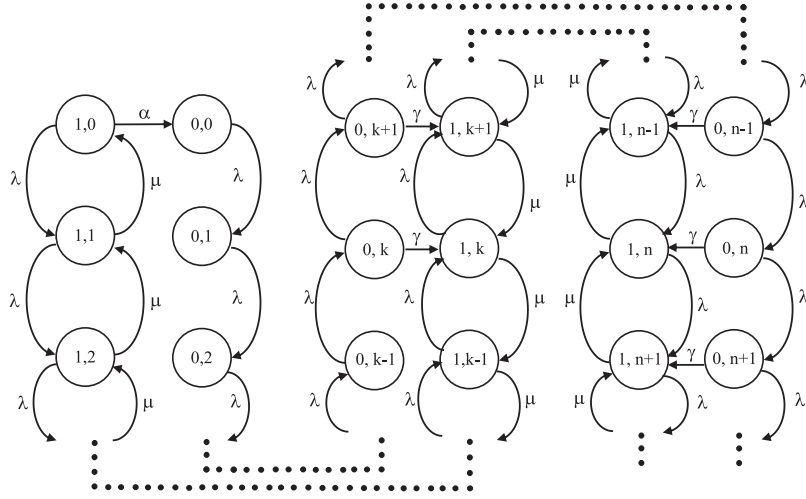 λ λ μ μ λ λ
1,0 α 0,0 0, k+1 γ 1, k+1 1, n-1 γ 0, n-1
λ μ λ λ λ μ μ λ λ
1,1 0,1 0, k γ 1, k 1, n γ 0, n
λ μ λ λ λ μ μ λ λ
1,2 0,2 0, k-1 1,k-1 1, n+1 γ 0, n+1
λ μ λ λ λ μ μ λ λ